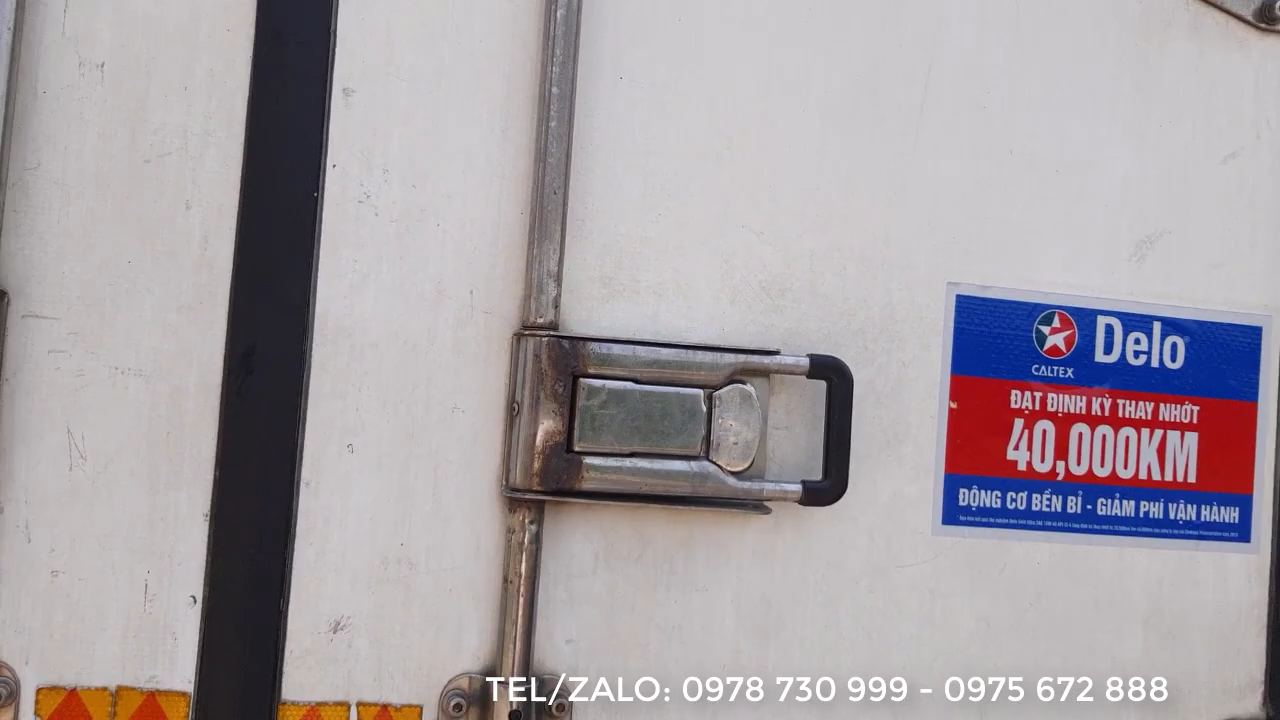 Delo
CALTEX
ĐẠT ĐỊNH KỲ THAY NHỚT
40,000KM
ĐỘNG CƠ BỀN BỈ - GIẢM PHÍ VẬN HÀNH
TEL/ZALO: 0978 730 999 - 0975 672 888